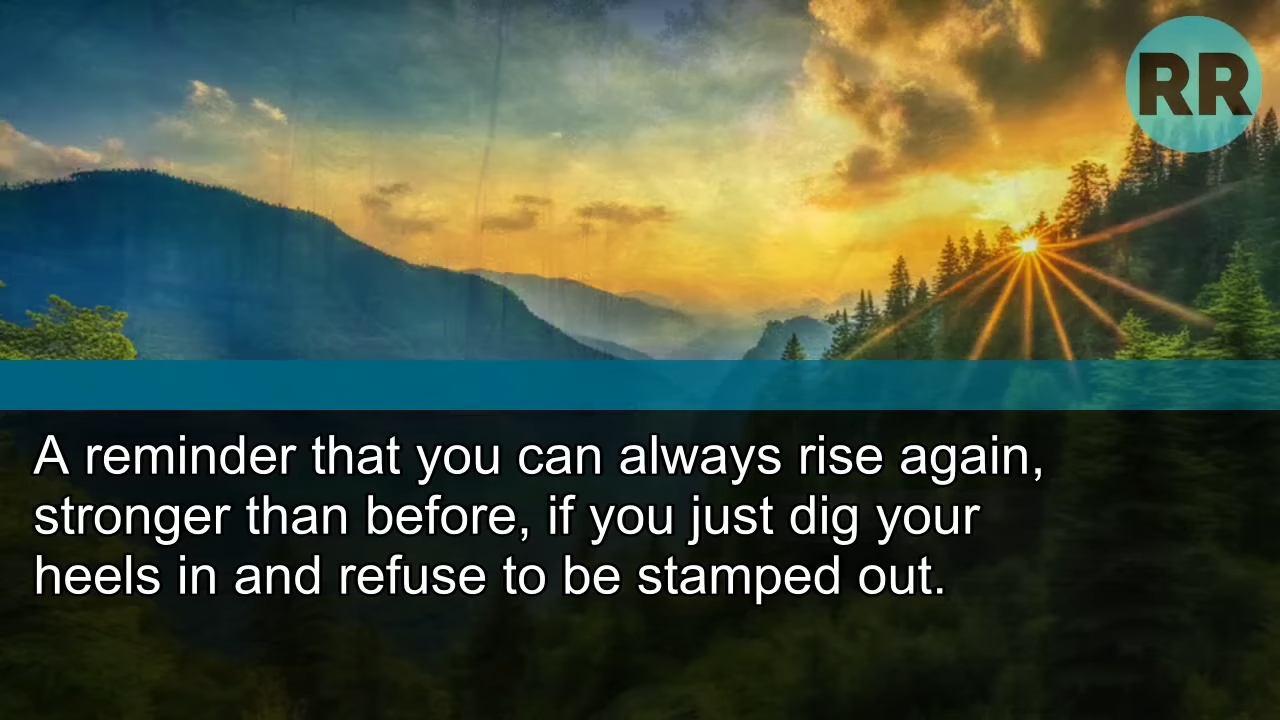 RR
A reminder that you can always rise again,
stronger than before, if you just dig your
heels in and refuse to be stamped out.